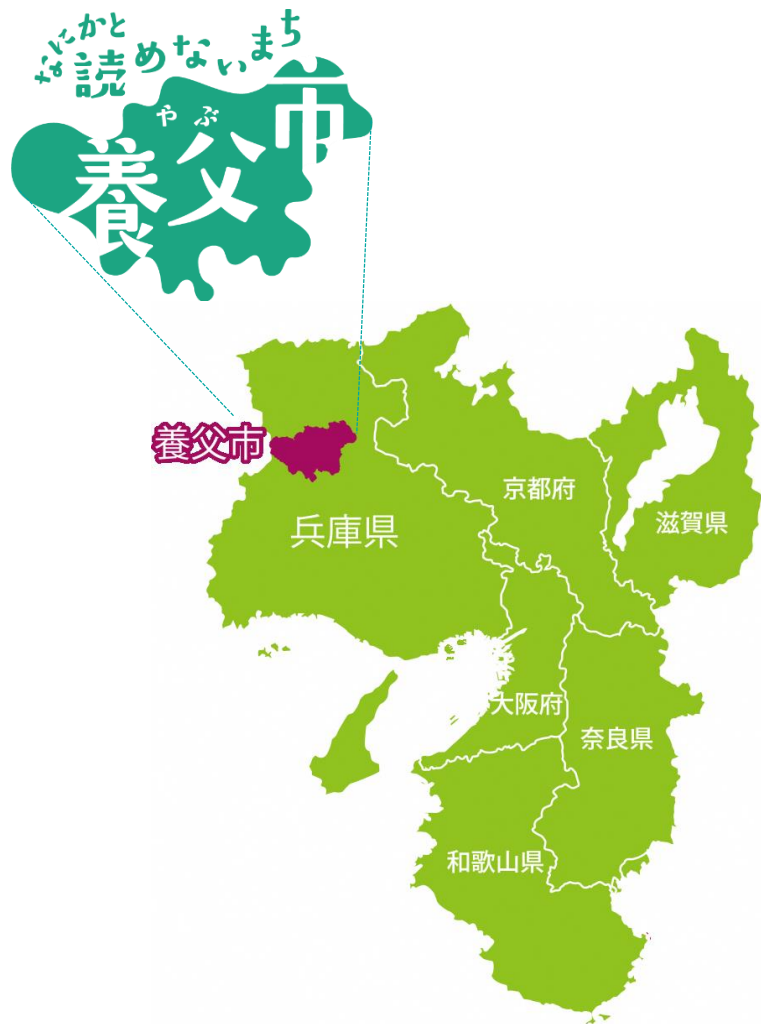 なにかと読めないまち
やぶ
養父市
養父市
京都府
滋賀県
兵庫県
大阪府
奈良県
和歌山県